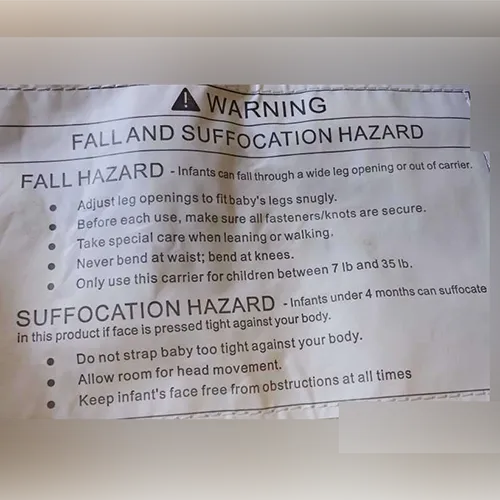 WARNING
FALL AND SUFFOCATION HAZARD
FALL HAZARD - Infants can fall through a wide leg opening or out of carrier.
• Adjust leg openings to fit baby's legs snugly.
• Before each use, make sure all fasteners/knots are secure.
• Take special care when leaning or walking.
• Never bend at waist; bend at knees.
• Only use this carrier for children between 7 lb and 35 lb.
SUFFOCATION HAZARD - Infants under 4 months can suffocate
in this product if face is pressed tight against your body.
• Do not strap baby too tight against your body.
• Allow room for head movement.
• Keep infant's face free from obstructions at all times